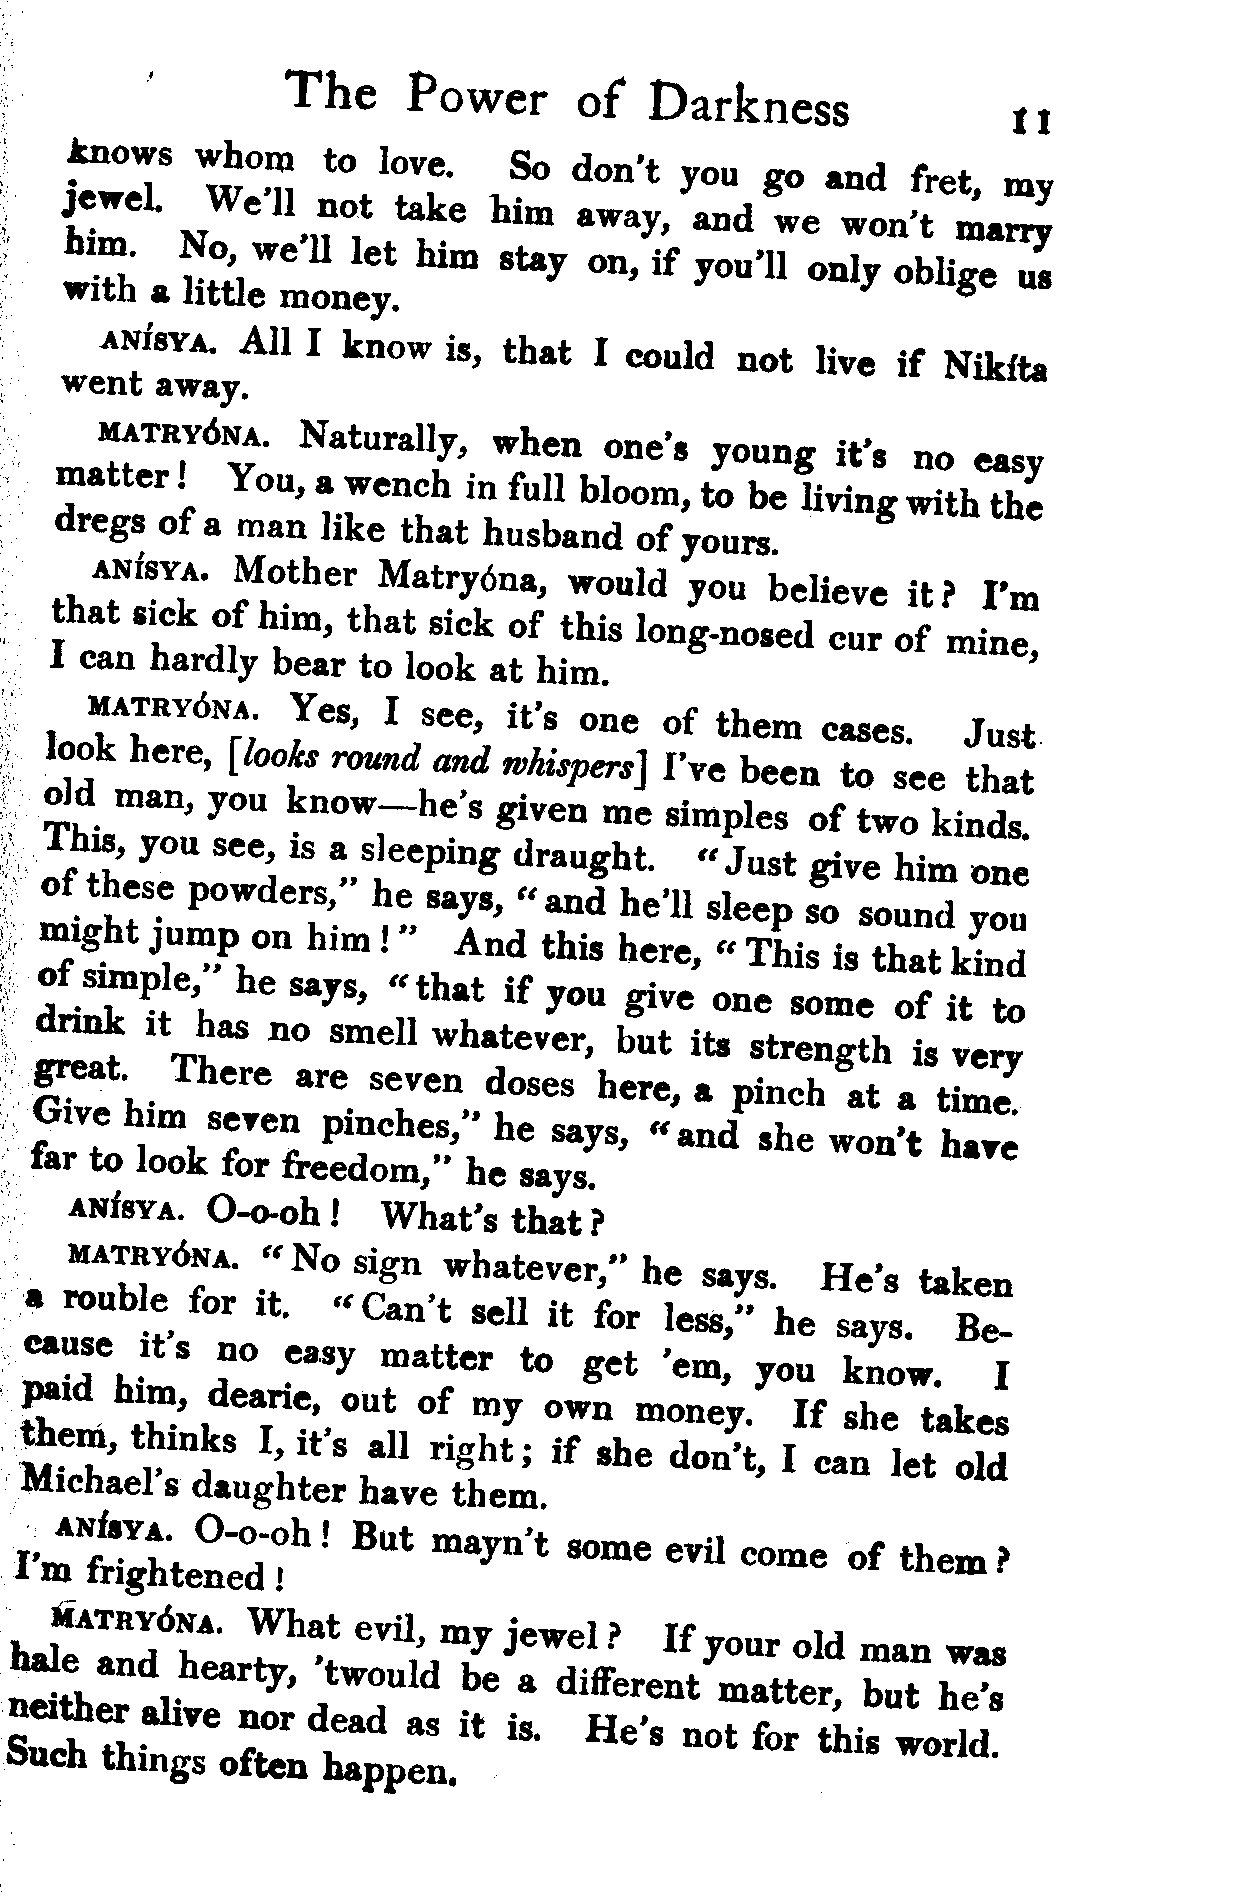 The Power of Darkness 11
knows whom to love. So don't you go and fret, my
jewel. We'll not take him away, and we won't marry
him. No, we'll let him stay on, if you'll only oblige us
with a little money.
ANÍSYA. All I know is, that I could not live if Nikíta
went away.
MATRYÓNA. Naturally, when one's young it's no easy
matter! You, a wench in full bloom, to be living with the
dregs of a man like that husband of yours.
ANÍSYA. Mother Matryóna, would you believe it? I'm
that sick of him, that sick of this long-nosed cur of mine,
I can hardly bear to look at him.
MATRYÓNA. Yes, I see, it's one of them cases. Just
look here, [looks round and whispers] I've been to see that
old man, you know—he's given me simples of two kinds.
This, you see, is a sleeping draught. "Just give him one
of these powders," he says, "and he'll sleep so sound you
might jump on him!" And this here, "This is that kind
of simple," he says, "that if you give one some of it to
drink it has no smell whatever, but its strength is very
great. There are seven doses here, a pinch at a time.
Give him seven pinches," he says, "and she won't have
far to look for freedom," he says.
ANÍSYA. O-o-oh! What's that?
MATRYÓNA. "No sign whatever," he says. He's taken
a rouble for it. "Can't sell it for less," he says. Be-
cause it's no easy matter to get 'em, you know. I
paid him, dearie, out of my own money. If she takes
them, thinks I, it's all right; if she don't, I can let old
Michael's daughter have them.
ANÍSYA. O-o-oh! But mayn't some evil come of them?
I'm frightened!
MATRYÓNA. What evil, my jewel? If your old man was
hale and hearty, 'twould be a different matter, but he's
neither alive nor dead as it is. He's not for this world.
Such things often happen.